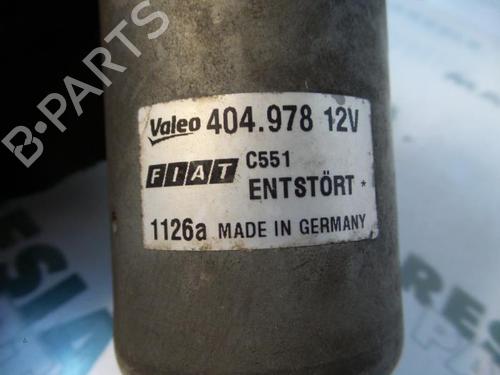 Valeo 404.978 12V
FIAT C551
ENTSTÖRT *
1126a MADE IN GERMANY
B-PARTS